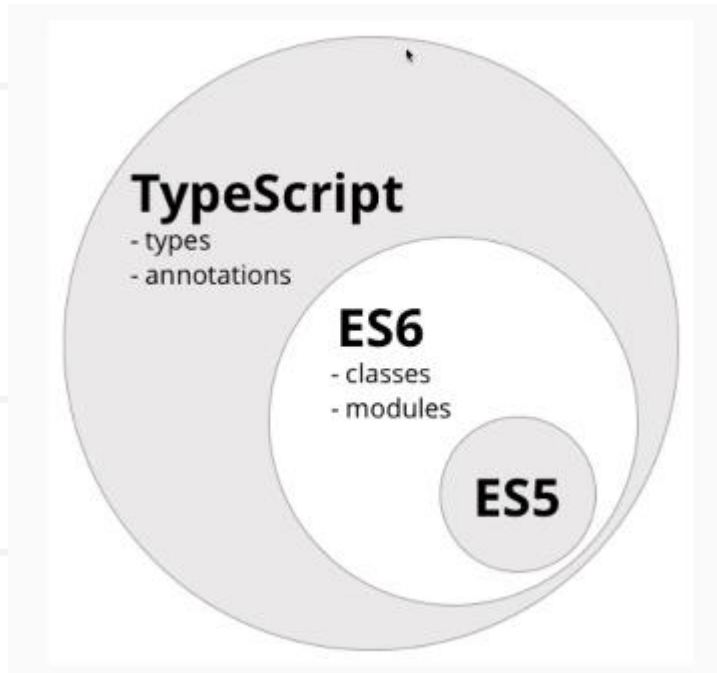 TypeScript
- types
- annotations
ES6
- classes
- modules
ES5